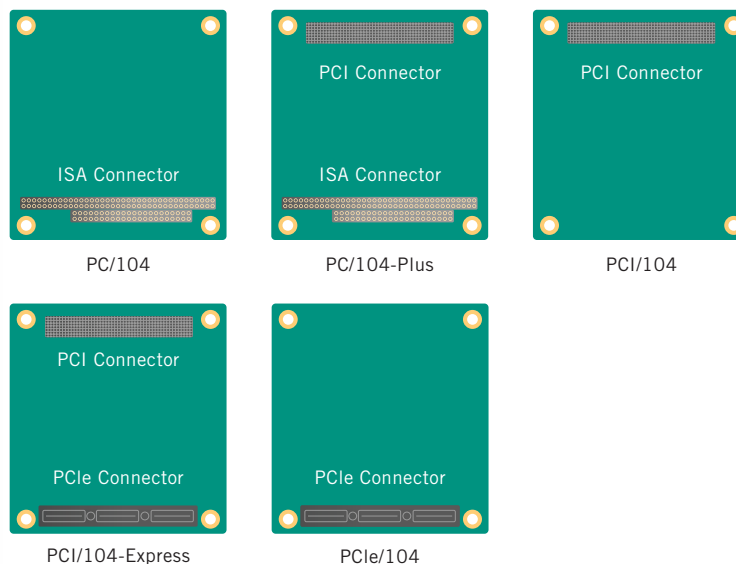 PCI Connector
PCI Connector
ISA Connector
ISA Connector
PC/104
PC/104-Plus
PCI/104
PCI Connector
PCIe Connector
PCIe Connector
PCI/104-Express
PCIe/104